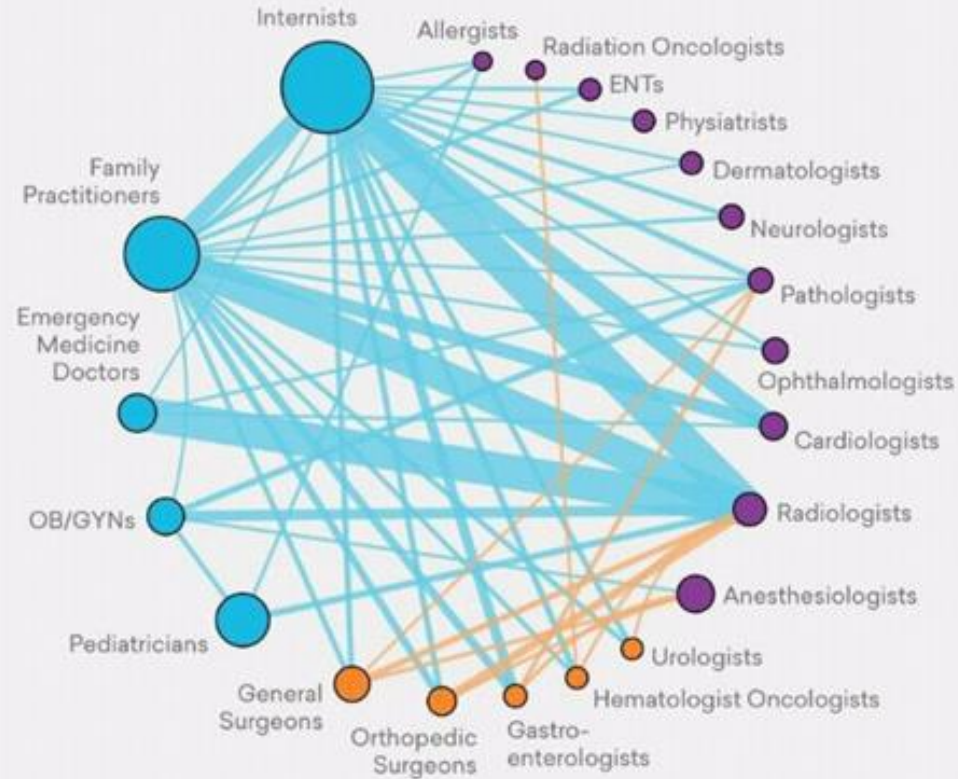 Internists
Allergists
Radiation Oncologists
ENTs
Physiatrists
Dermatologists
Neurologists
Pathologists
Ophthalmologists
Cardiologists
Radiologists
Anesthesiologists
Urologists
Hematologist Oncologists
Gastro-
enterologists
Orthopedic
Surgeons
General
Surgeons
Pediatricians
OB/GYNs
Emergency
Medicine
Doctors
Family
Practitioners